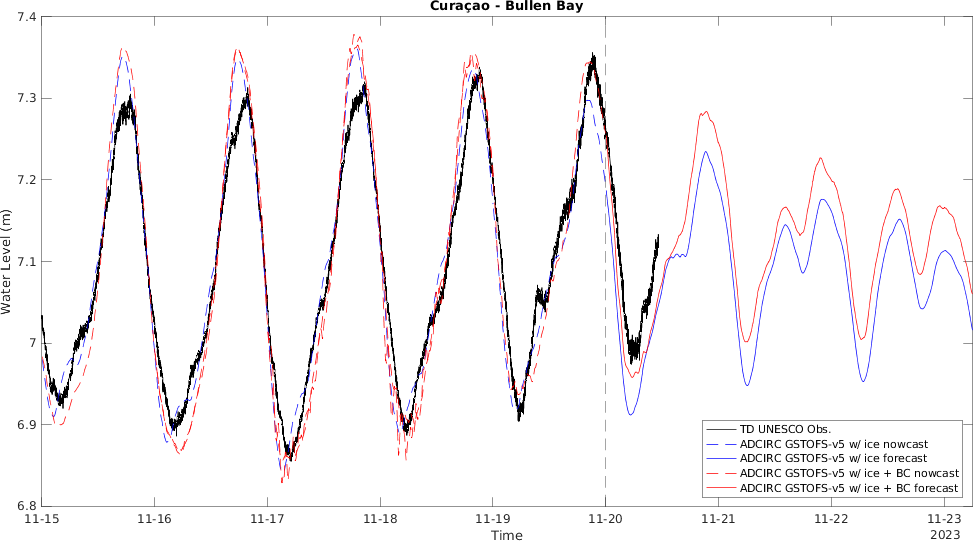 Curaçao - Bullen Bay
7.4
7.3
7.2
7.1
7
6.9
6.8
Water Level (m)
11-15
11-16
11-17
11-18
11-19
11-20
11-21
11-22
11-23
2023
Time
TD UNESCO Obs.
ADCIRC GSTOFS-v5 w/ ice nowcast
ADCIRC GSTOFS-v5 w/ ice forecast
ADCIRC GSTOFS-v5 w/ ice + BC nowcast
ADCIRC GSTOFS-v5 w/ ice + BC forecast